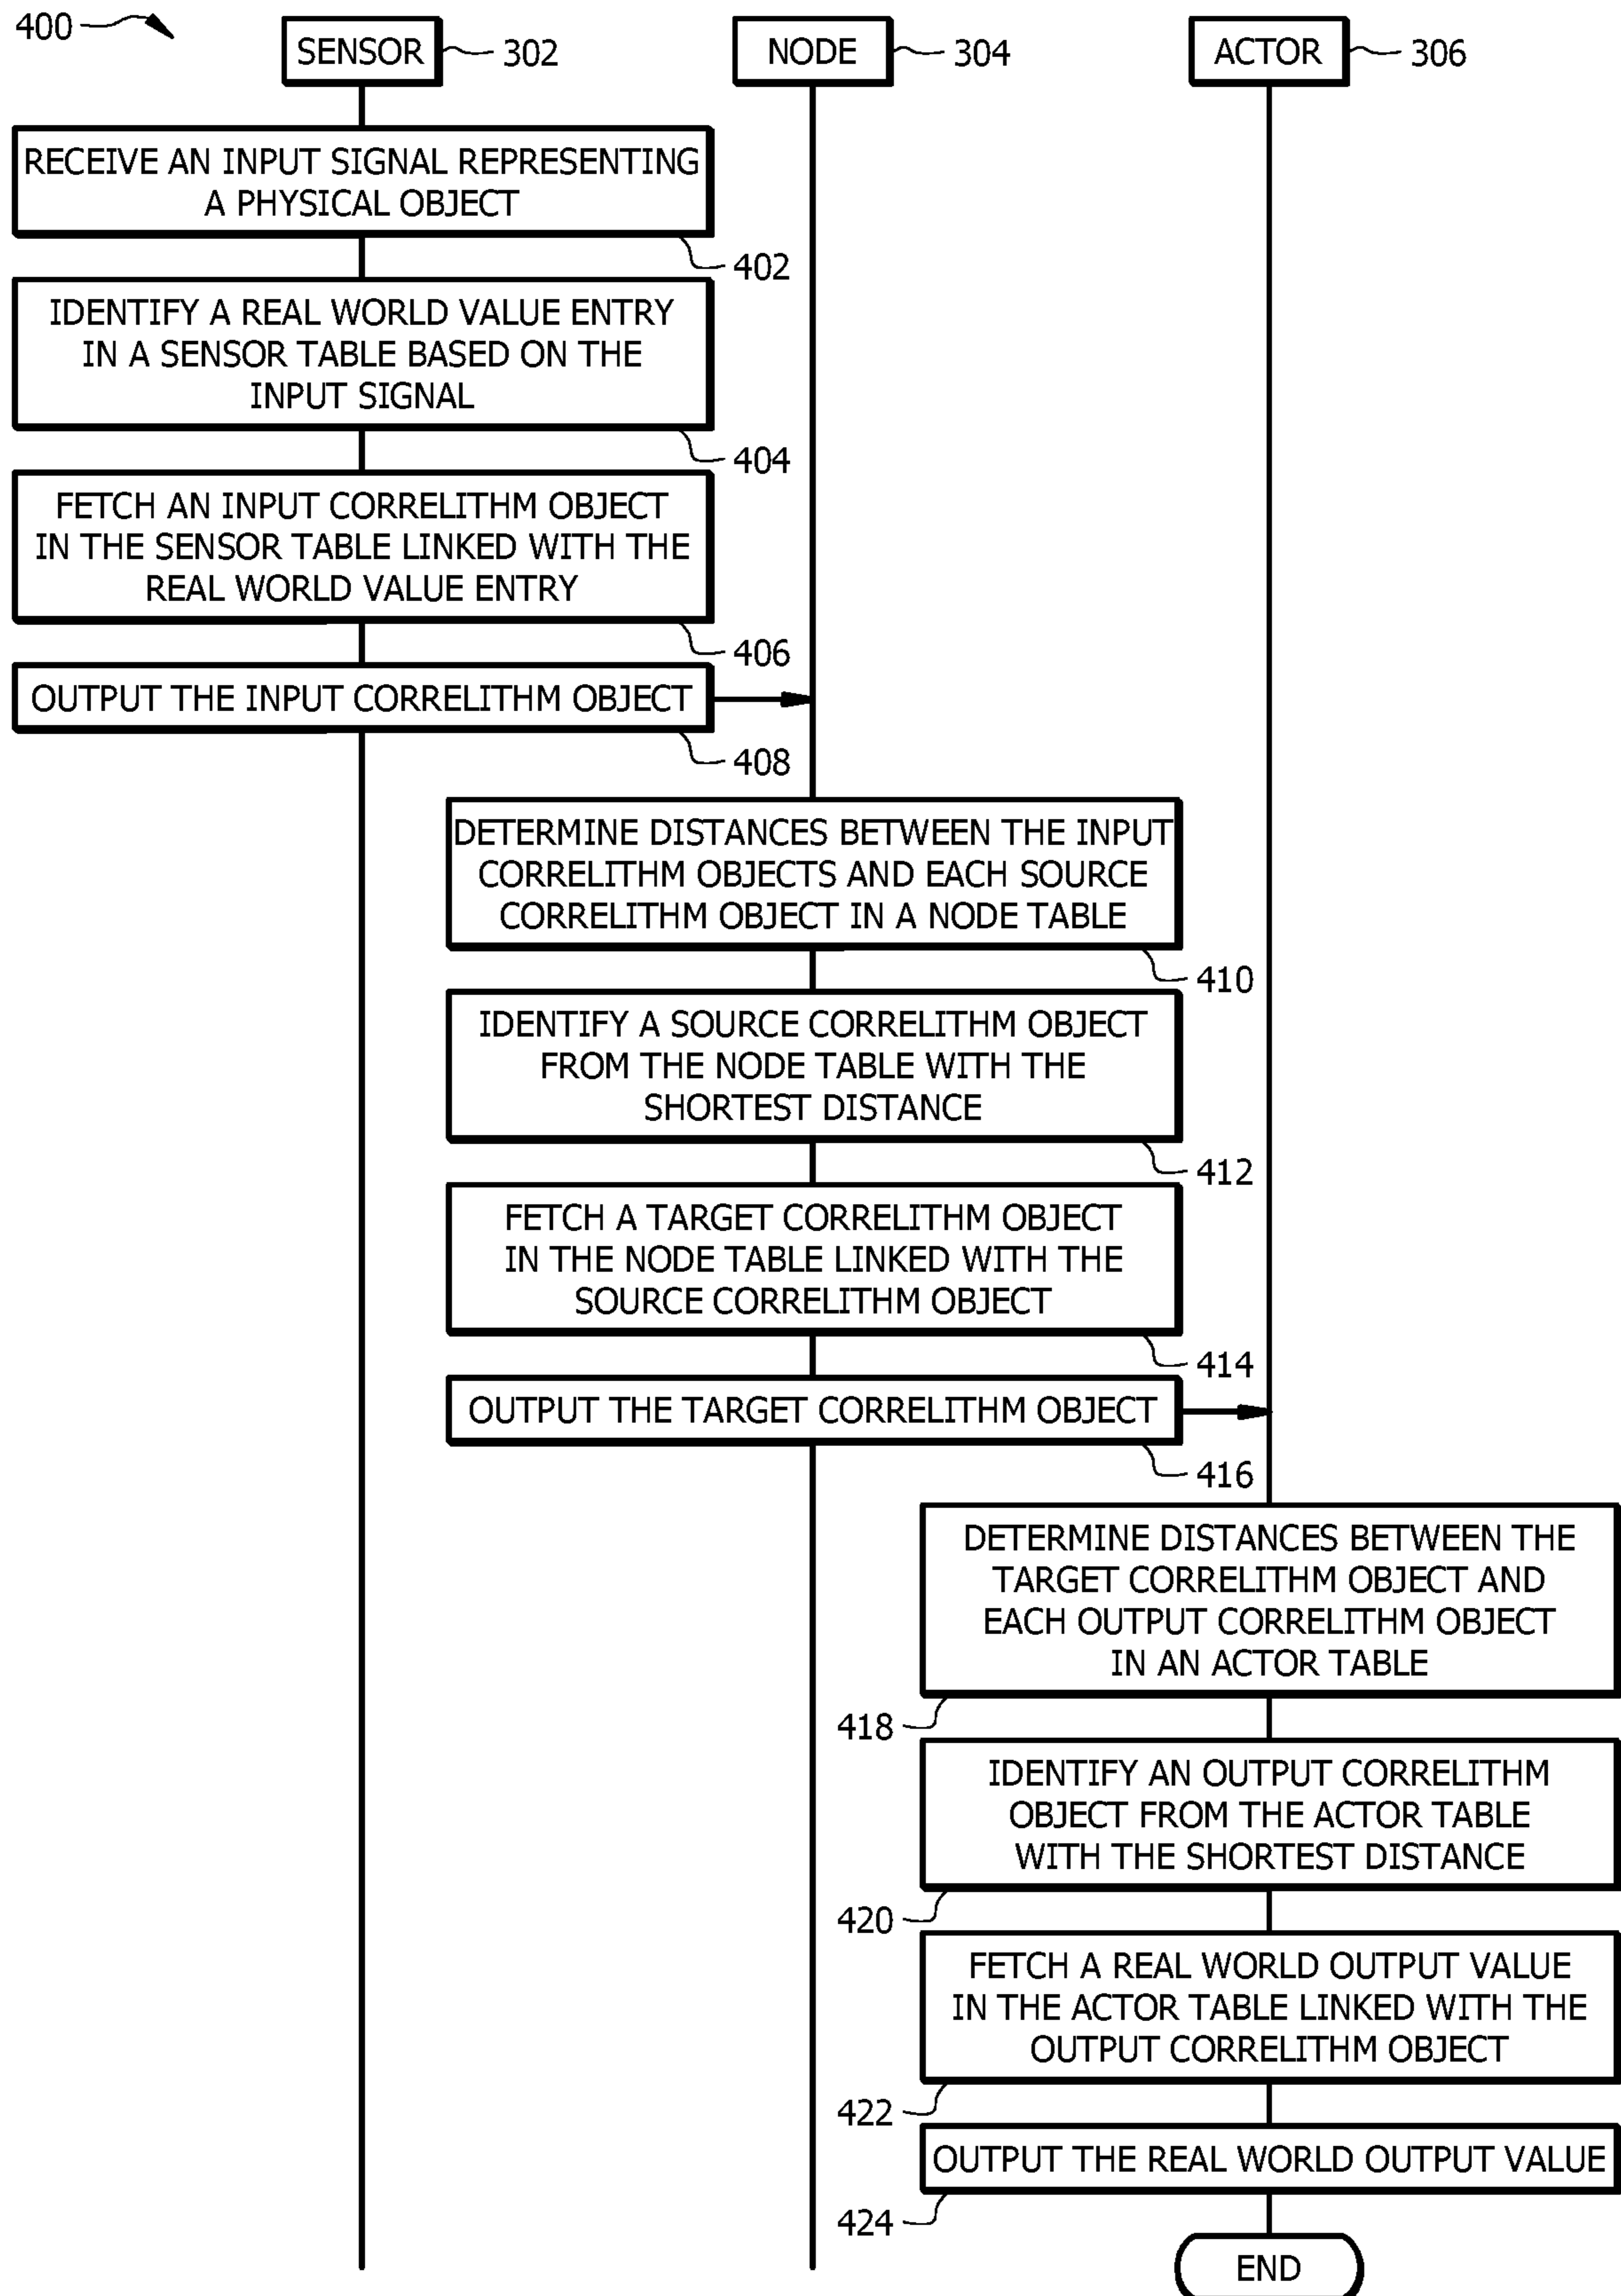 400
SENSOR
302
NODE
304
ACTOR
306
RECEIVE AN INPUT SIGNAL REPRESENTING
A PHYSICAL OBJECT
402
IDENTIFY A REAL WORLD VALUE ENTRY
IN A SENSOR TABLE BASED ON THE
INPUT SIGNAL
404
FETCH AN INPUT CORRELITHM OBJECT
IN THE SENSOR TABLE LINKED WITH THE
REAL WORLD VALUE ENTRY
406
OUTPUT THE INPUT CORRELITHM OBJECT
408
DETERMINE DISTANCES BETWEEN THE INPUT
CORRELITHM OBJECTS AND EACH SOURCE
CORRELITHM OBJECT IN A NODE TABLE
410
IDENTIFY A SOURCE CORRELITHM OBJECT
FROM THE NODE TABLE WITH THE
SHORTEST DISTANCE
412
FETCH A TARGET CORRELITHM OBJECT
IN THE NODE TABLE LINKED WITH THE
SOURCE CORRELITHM OBJECT
414
OUTPUT THE TARGET CORRELITHM OBJECT
416
DETERMINE DISTANCES BETWEEN THE
TARGET CORRELITHM OBJECT AND
EACH OUTPUT CORRELITHM OBJECT
IN AN ACTOR TABLE
418
IDENTIFY AN OUTPUT CORRELITHM
OBJECT FROM THE ACTOR TABLE
WITH THE SHORTEST DISTANCE
420
FETCH A REAL WORLD OUTPUT VALUE
IN THE ACTOR TABLE LINKED WITH THE
OUTPUT CORRELITHM OBJECT
422
OUTPUT THE REAL WORLD OUTPUT VALUE
424
END